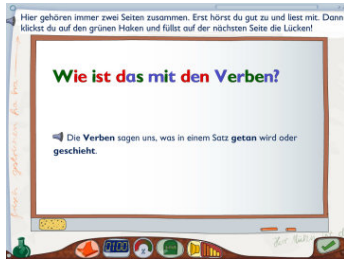 Hier gehören immer zwei Seiten zusammen. Erst hörst du gut zu und liest mit. Dann
klickst du auf den grünen Haken und füllst auf der nächsten Seite die Lücken!
Wie ist das mit den Verben?
Die Verben sagen uns, was in einem Satz getan wird oder
geschieht.